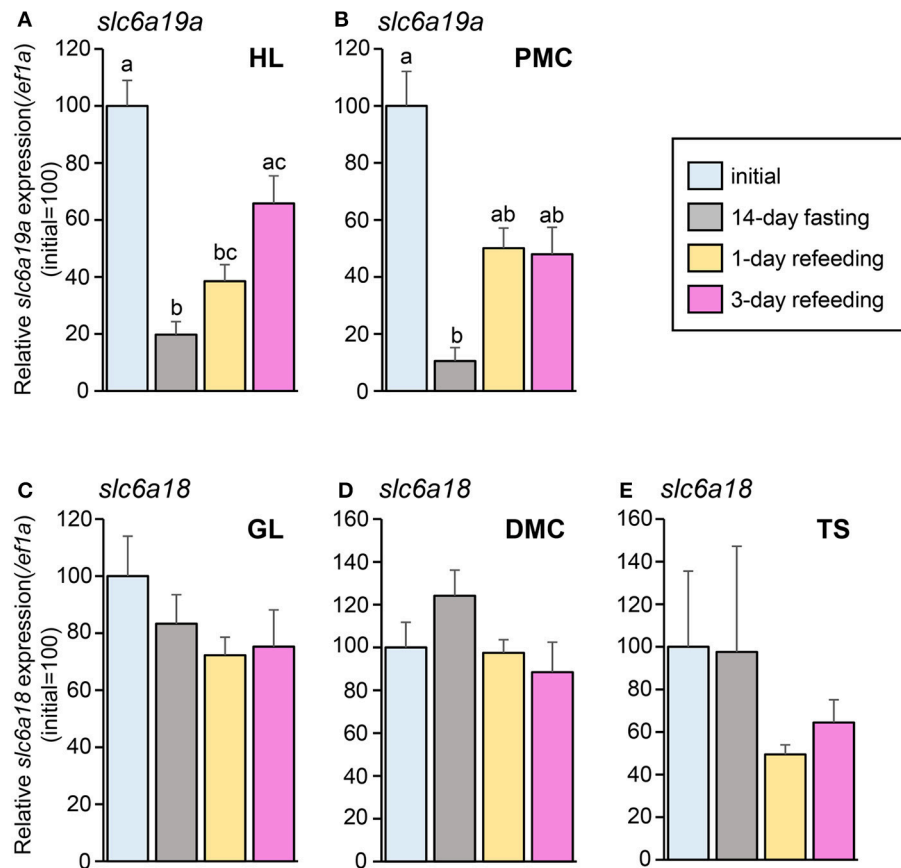 A
slc6a19a
HL
Relative slc6a19a expression(/ef1a)
(initial=100)
120
100
80
60
40
20
0
a
b
bc
ac
B
slc6a19a
PMC
120
100
80
60
40
20
0
a
b
ab
ab
initial
14-day fasting
1-day refeeding
3-day refeeding
C
slc6a18
GL
Relative slc6a18 expression(/ef1a)
(initial=100)
120
100
80
60
40
20
0
D
slc6a18
DMC
160
140
120
100
80
60
40
20
0
E
slc6a18
TS
160
140
120
100
80
60
40
20
0